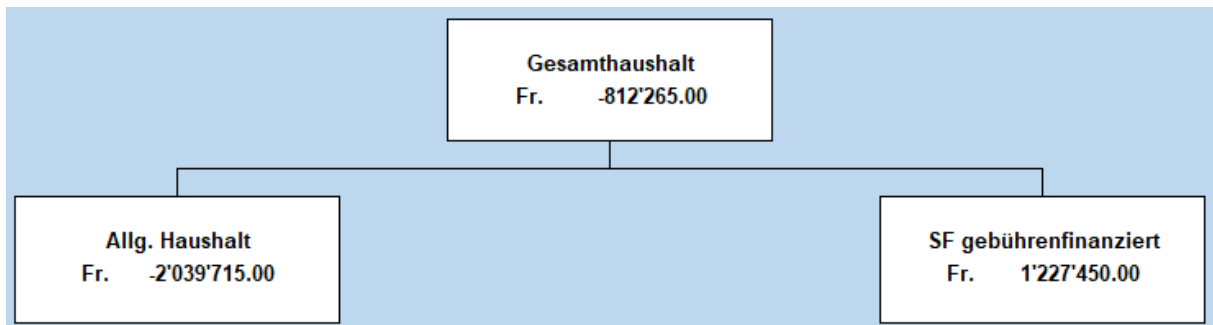 Gesamthaushalt
Fr. -812'265.00
Allg. Haushalt
Fr. -2'039'715.00
SF gebührenfinanziert
Fr. 1'227'450.00